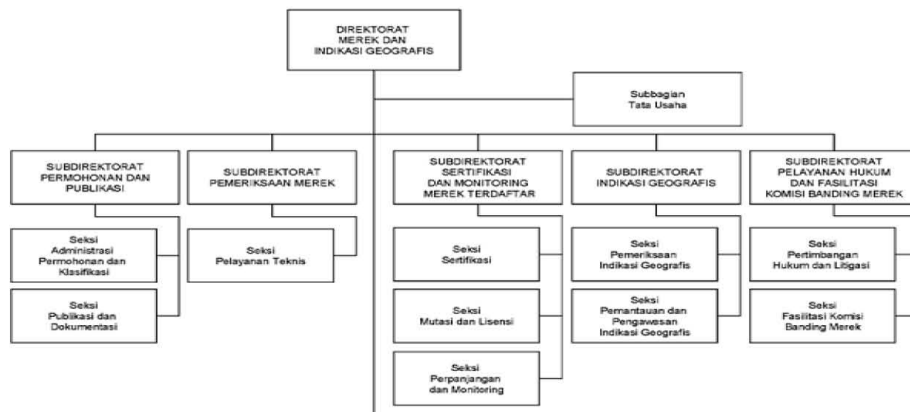 DIREKTORAT
MEREK DAN
INDIKASI GEOGRAFIS
Subbagian
Tata Usaha
SUBDIREKTORAT
PERMOHONAN DAN
PUBLIKASI
SUBDIREKTORAT
PEMERIKSAAN MEREK
SUBDIREKTORAT
SERTIFIKASI
DAN MONITORING
MEREK TERDAFTAR
SUBDIREKTORAT
INDIKASI GEOGRAFIS
SUBDIREKTORAT
PELAYANAN HUKUM
DAN FASILITASI
KOMISI BANDING MEREK
Seksi
Administrasi
Permohonan dan
Klasifikasi
Seksi
Pelayanan Teknis
Seksi
Sertifikasi
Seksi
Pemeriksaan
Indikasi Geografis
Seksi
Pertimbangan
Hukum dan Litigasi
Seksi
Publikasi dan
Dokumentasi
Seksi
Mutasi dan Lisensi
Seksi
Pemantauan dan
Pengawasan
Indikasi Geografis
Seksi
Fasilitasi Komisi
Banding Merek
Seksi
Perpanjangan
dan Monitoring